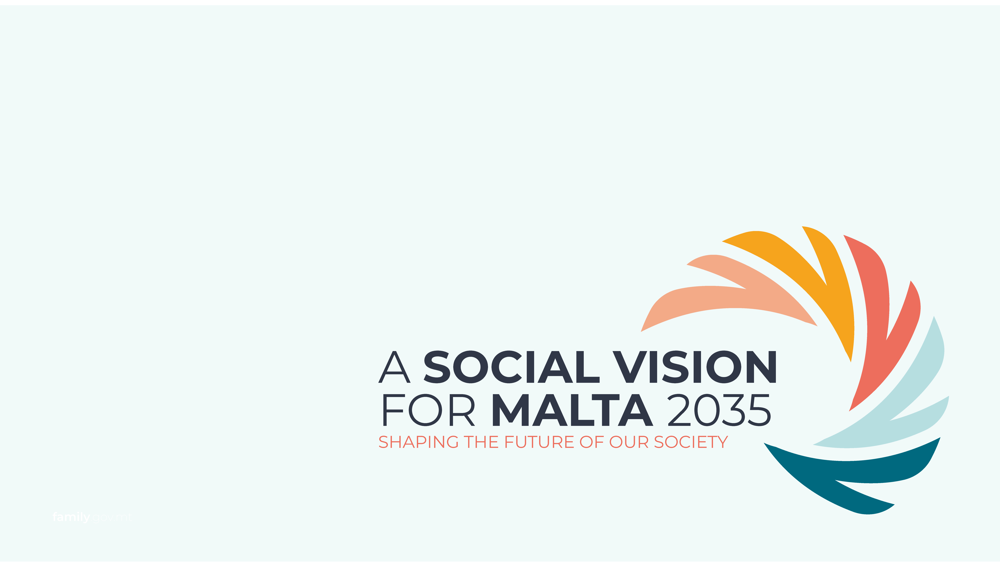 A SOCIAL VISION
FOR MALTA 2035
SHAPING THE FUTURE OF OUR SOCIETY
family.gov.mt